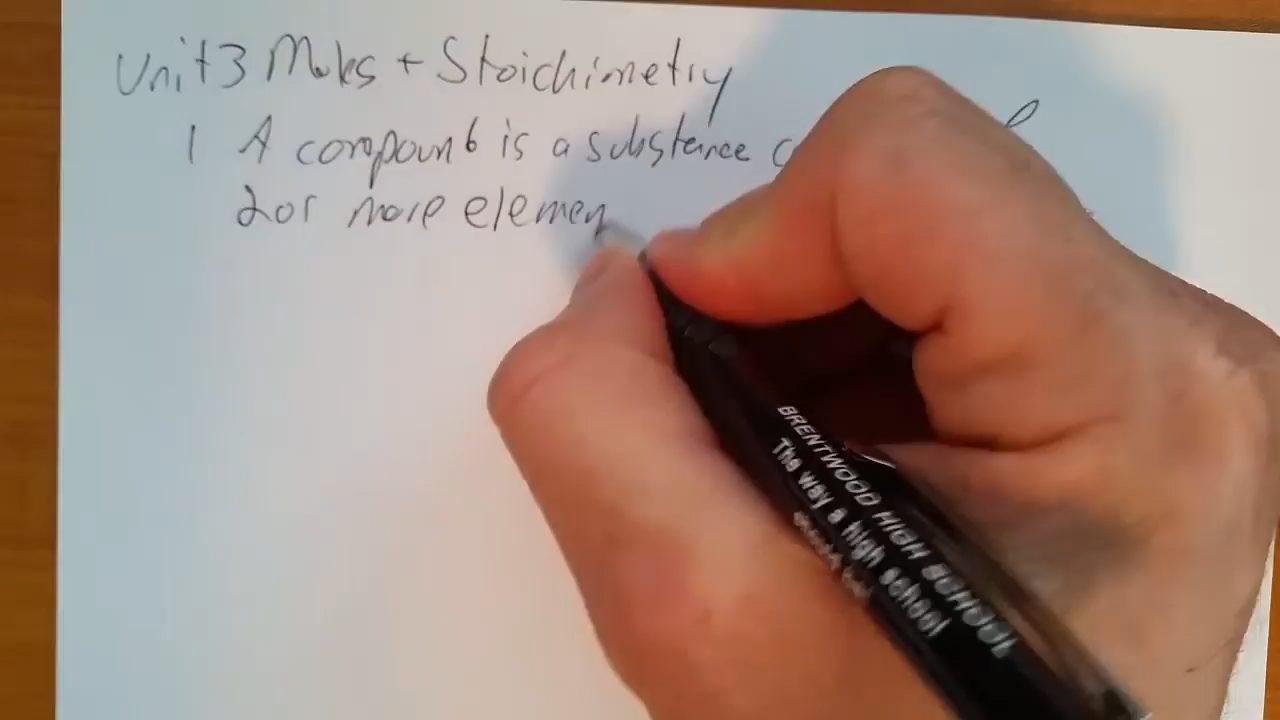 Unit 3 Moles + Stoichimetry
1 A compound is a substance
2 or more elemen
BRENTWOOD HIGH SCHOOL
The way a high school